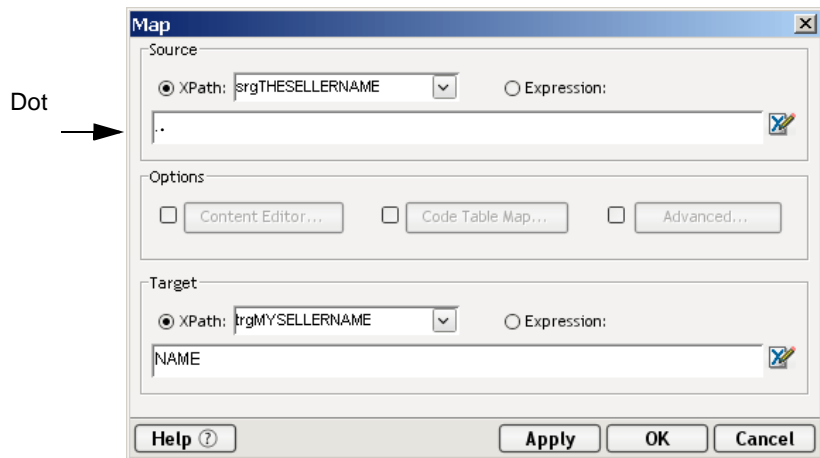 Map
Source
XPath: srgTHESELLERNAME Expression:
Dot
..
Options
Content Editor... Code Table Map... Advanced...
Target
XPath: trgMYSELLERNAME Expression:
NAME
Help ? Apply OK Cancel